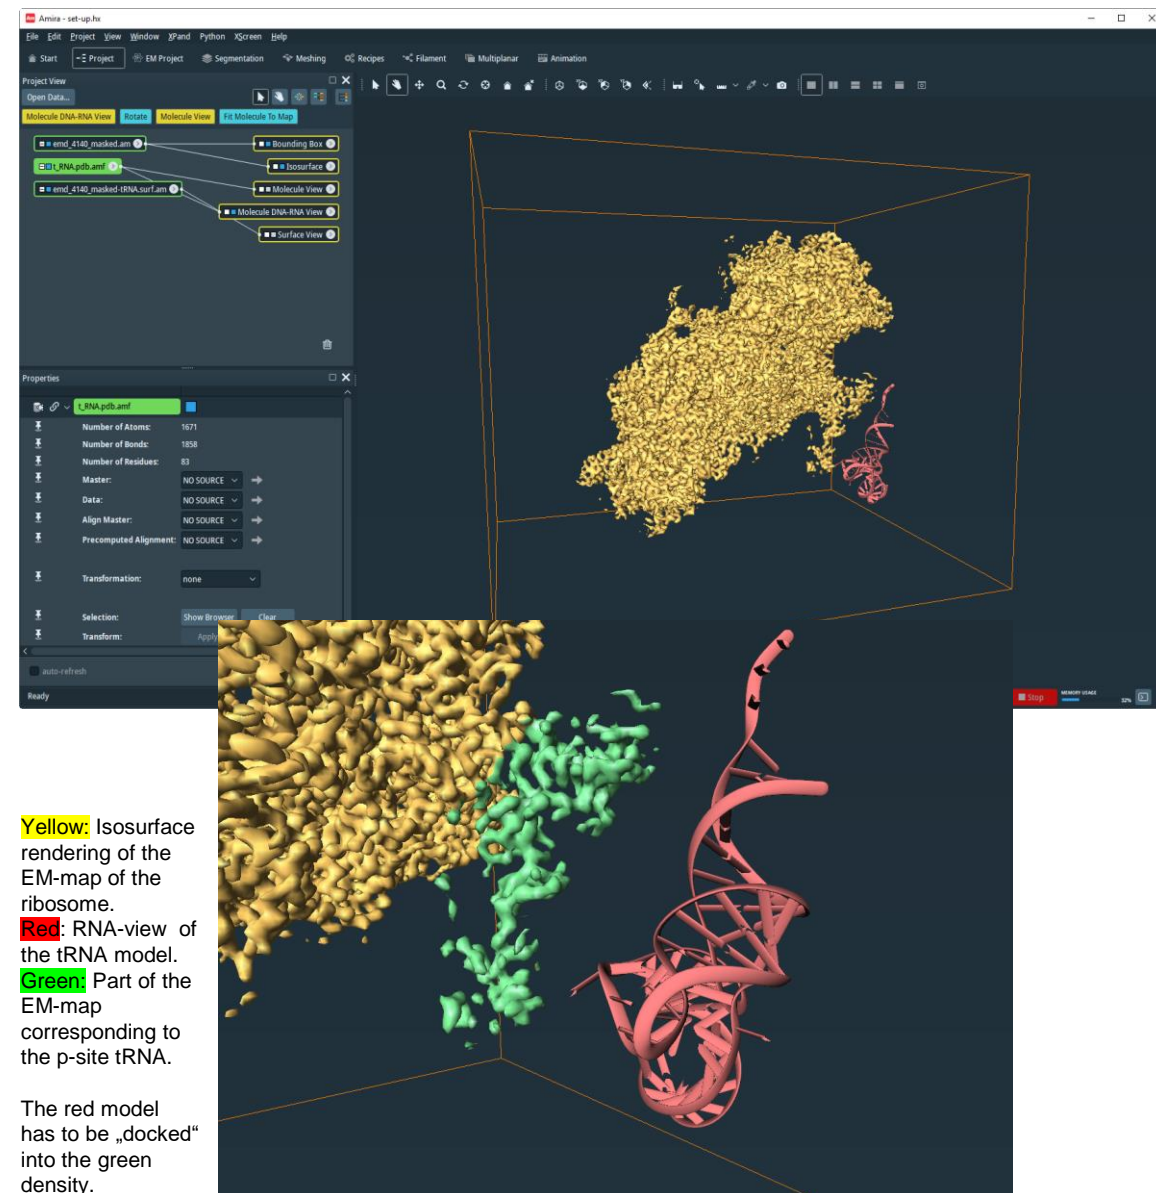 Amira - set-up.hx
File Edit Project View Window XPand Python XScreen Help
Start Project EM Project Segmentation Meshing Recipes Filament Multiplanar Animation
Project View
Open Data...
Molecule DNA-RNA View Rotate Molecule View Fit Molecule To Map
emd_4140_masked.am Bounding Box
t_RNA.pdb.amf Isosurface
emd_4140_masked-tRNA.surf.am Molecule View
Molecule DNA-RNA View
Surface View
Properties
t_RNA.pdb.amf
Number of Atoms: 1671
Number of Bonds: 1858
Number of Residues: 83
Master: NO SOURCE
Data: NO SOURCE
Align Master: NO SOURCE
Precomputed Alignment: NO SOURCE
Transformation: none
Selection: Show Browser Clear
Transform: Apply
auto-refresh
Ready
Stop MEMORY USAGE 32%
Yellow: Isosurface
rendering of the
EM-map of the
ribosome.
Red: RNA-view of
the tRNA model.
Green: Part of the
EM-map
corresponding to
the p-site tRNA.
The red model
has to be „docked“
into the green
density.